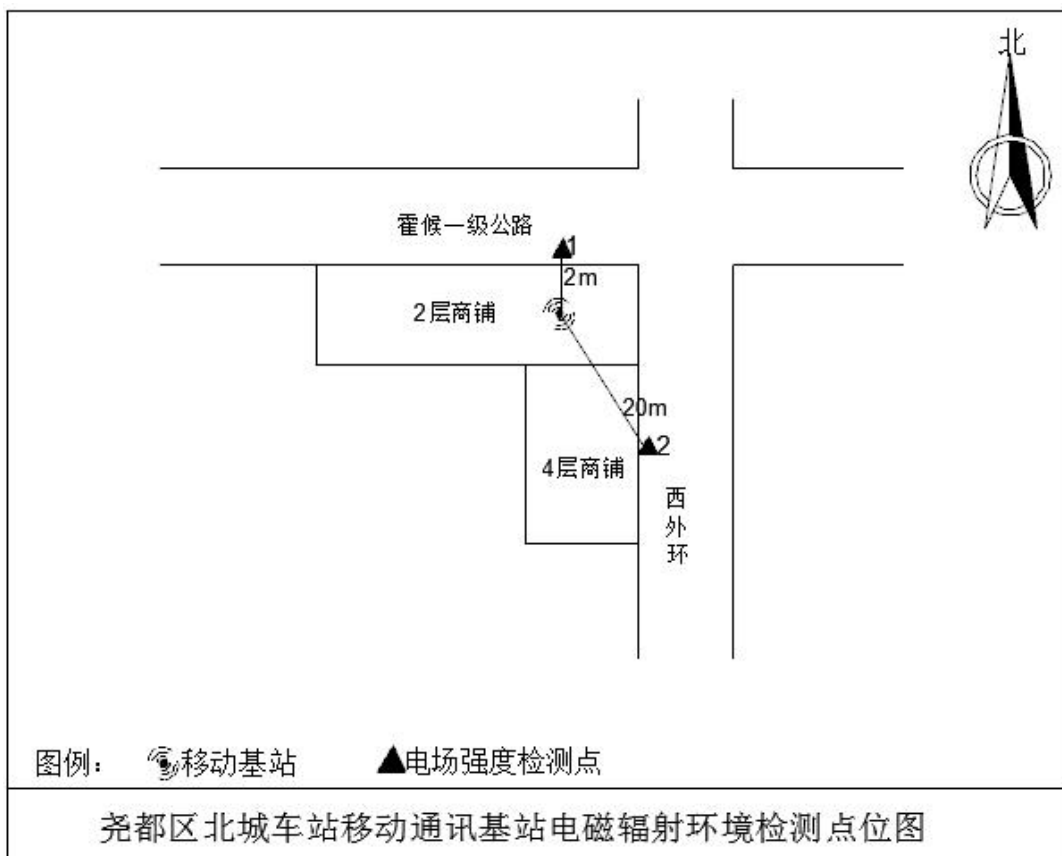 北
霍候一级公路
1
2m
2层商铺
20m
2
4层商铺
西
外
环
图例: 移动基站 电场强度检测点
尧都区北城车站移动通讯基站电磁辐射环境检测点位图